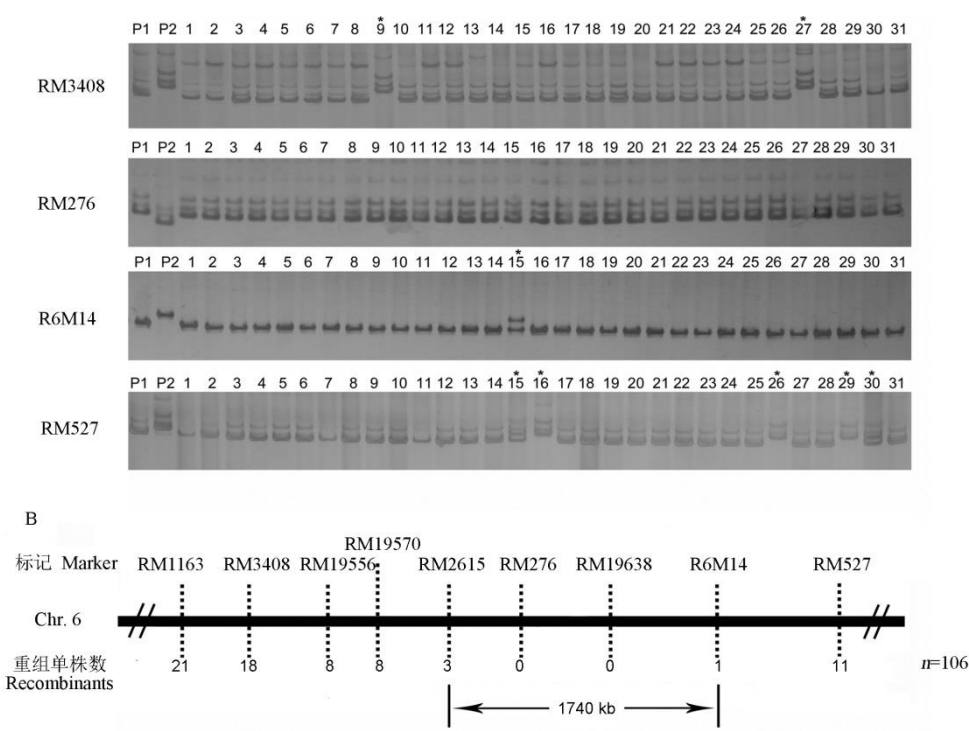 * *
P1 P2 1 2 3 4 5 6 7 8 9 10 11 12 13 14 15 16 17 18 19 20 21 22 23 24 25 26 27 28 29 30 31
RM3408
P1 P2 1 2 3 4 5 6 7 8 9 10 11 12 13 14 15 16 17 18 19 20 21 22 23 24 25 26 27 28 29 30 31
RM276
*
P1 P2 1 2 3 4 5 6 7 8 9 10 11 12 13 14 15 16 17 18 19 20 21 22 23 24 25 26 27 28 29 30 31
R6M14
* * * * *
P1 P2 1 2 3 4 5 6 7 8 9 10 11 12 13 14 15 16 17 18 19 20 21 22 23 24 25 26 27 28 29 30 31
RM527
B
RM19570
标记 Marker RM1163 RM3408 RM19556 RM2615 RM276 RM19638 R6M14 RM527
Chr. 6
重组单株数 21 18 8 8 3 0 0 1 11 n=106
Recombinants
1740 kb